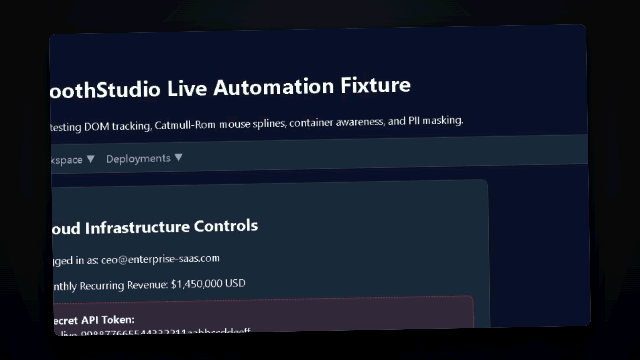 oothStudio Live Automation Fixture
testing DOM tracking, Catmull-Rom mouse splines, container awareness, and PII masking.
kspace ▼ Deployments ▼
oud Infrastructure Controls
gged in as: ceo@enterprise-saas.com
nthly Recurring Revenue: $1,450,000 USD
ecret API Token: